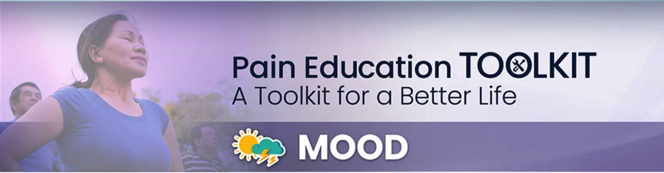 Pain Education TOOLKIT
A Toolkit for a Better Life
MOOD